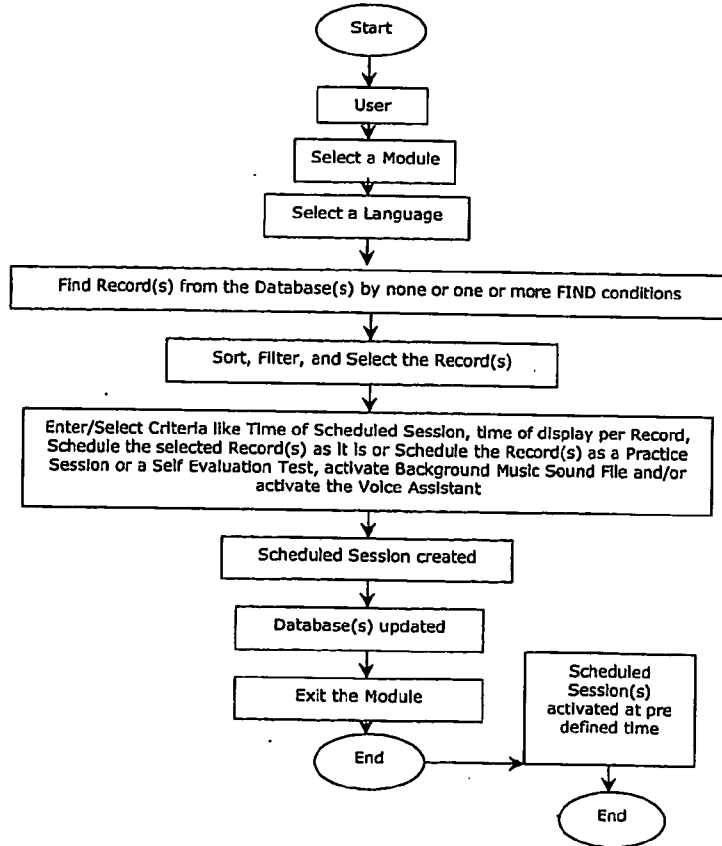 Start
User
Select a Module
Select a Language
Find Record(s) from the Database(s) by none or one or more FIND conditions
Sort, Filter, and Select the Record(s)
Enter/Select Criteria like Time of Scheduled Session, time of display per Record,
Schedule the selected Record(s) as it is or Schedule the Record(s) as a Practice
Session or a Self Evaluation Test, activate Background Music Sound File and/or
activate the Voice Assistant
Scheduled Session created
Database(s) updated
Exit the Module
End
Scheduled
Session(s)
activated at pre
defined time
End